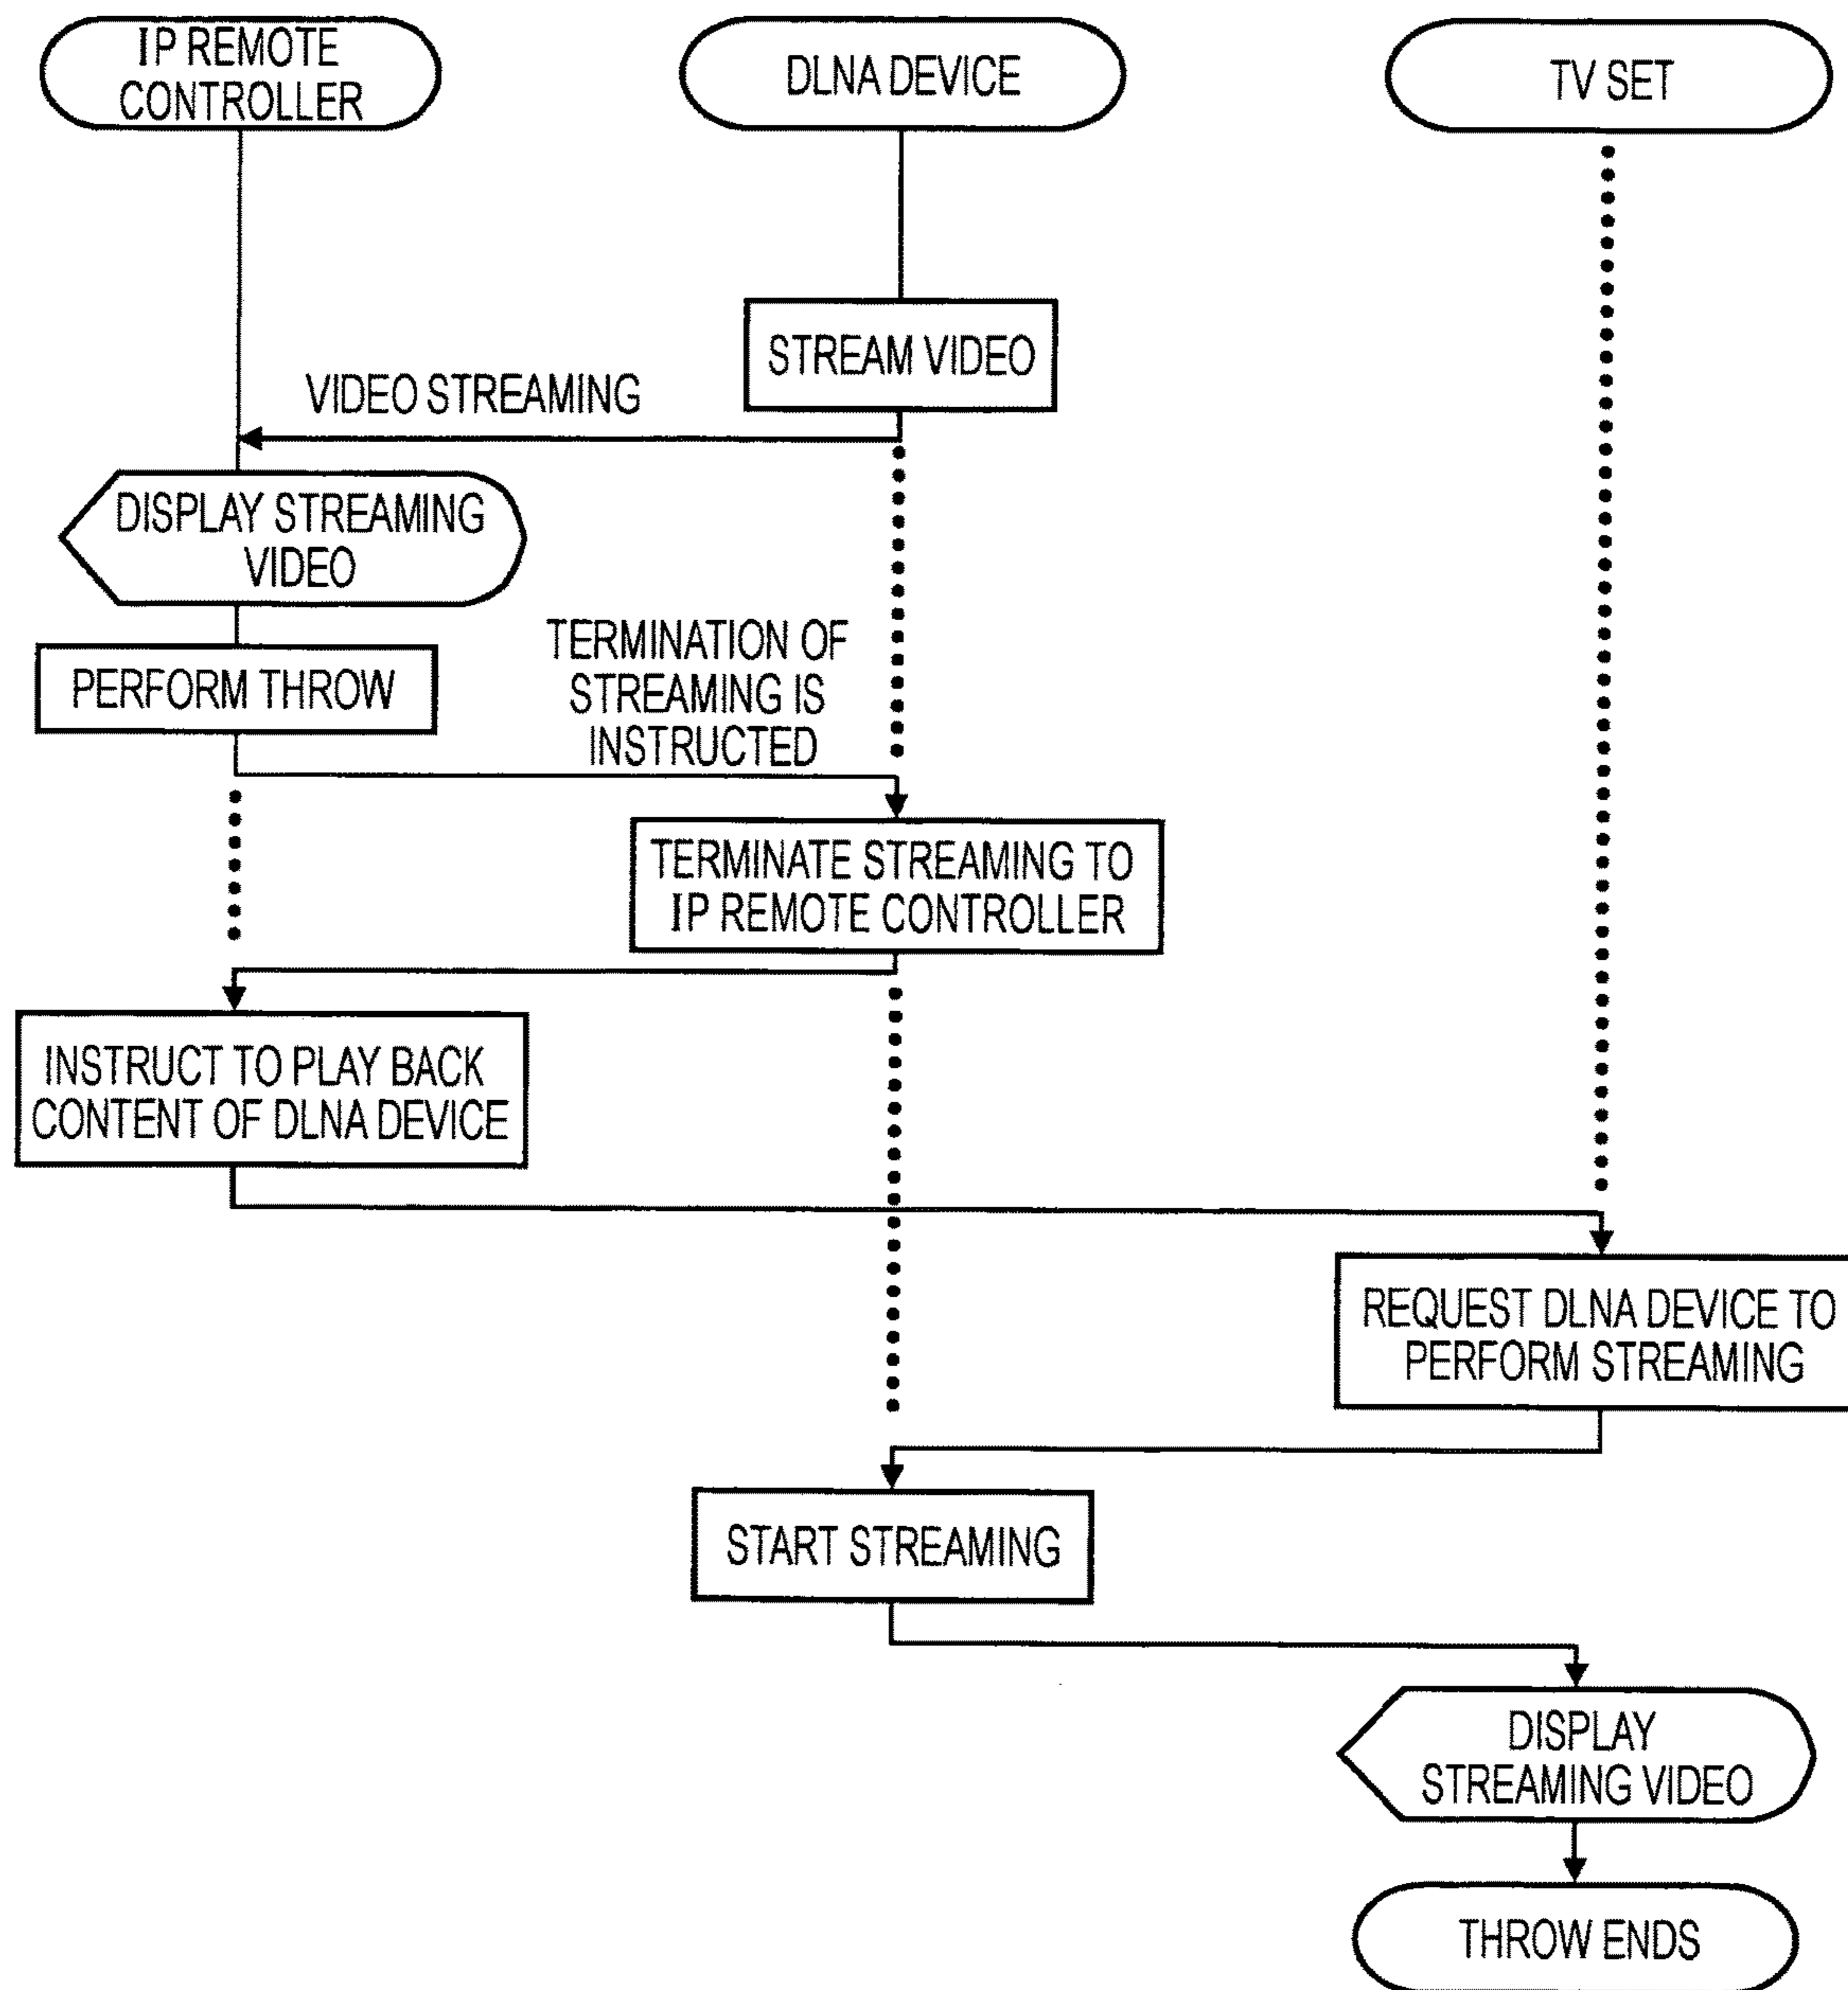 IP REMOTE
CONTROLLER
DLNA DEVICE
TV SET
STREAM VIDEO
VIDEO STREAMING
DISPLAY STREAMING
VIDEO
PERFORM THROW
TERMINATION OF
STREAMING IS
INSTRUCTED
TERMINATE STREAMING TO
IP REMOTE CONTROLLER
INSTRUCT TO PLAY BACK
CONTENT OF DLNA DEVICE
REQUEST DLNA DEVICE TO
PERFORM STREAMING
START STREAMING
DISPLAY
STREAMING VIDEO
THROW ENDS